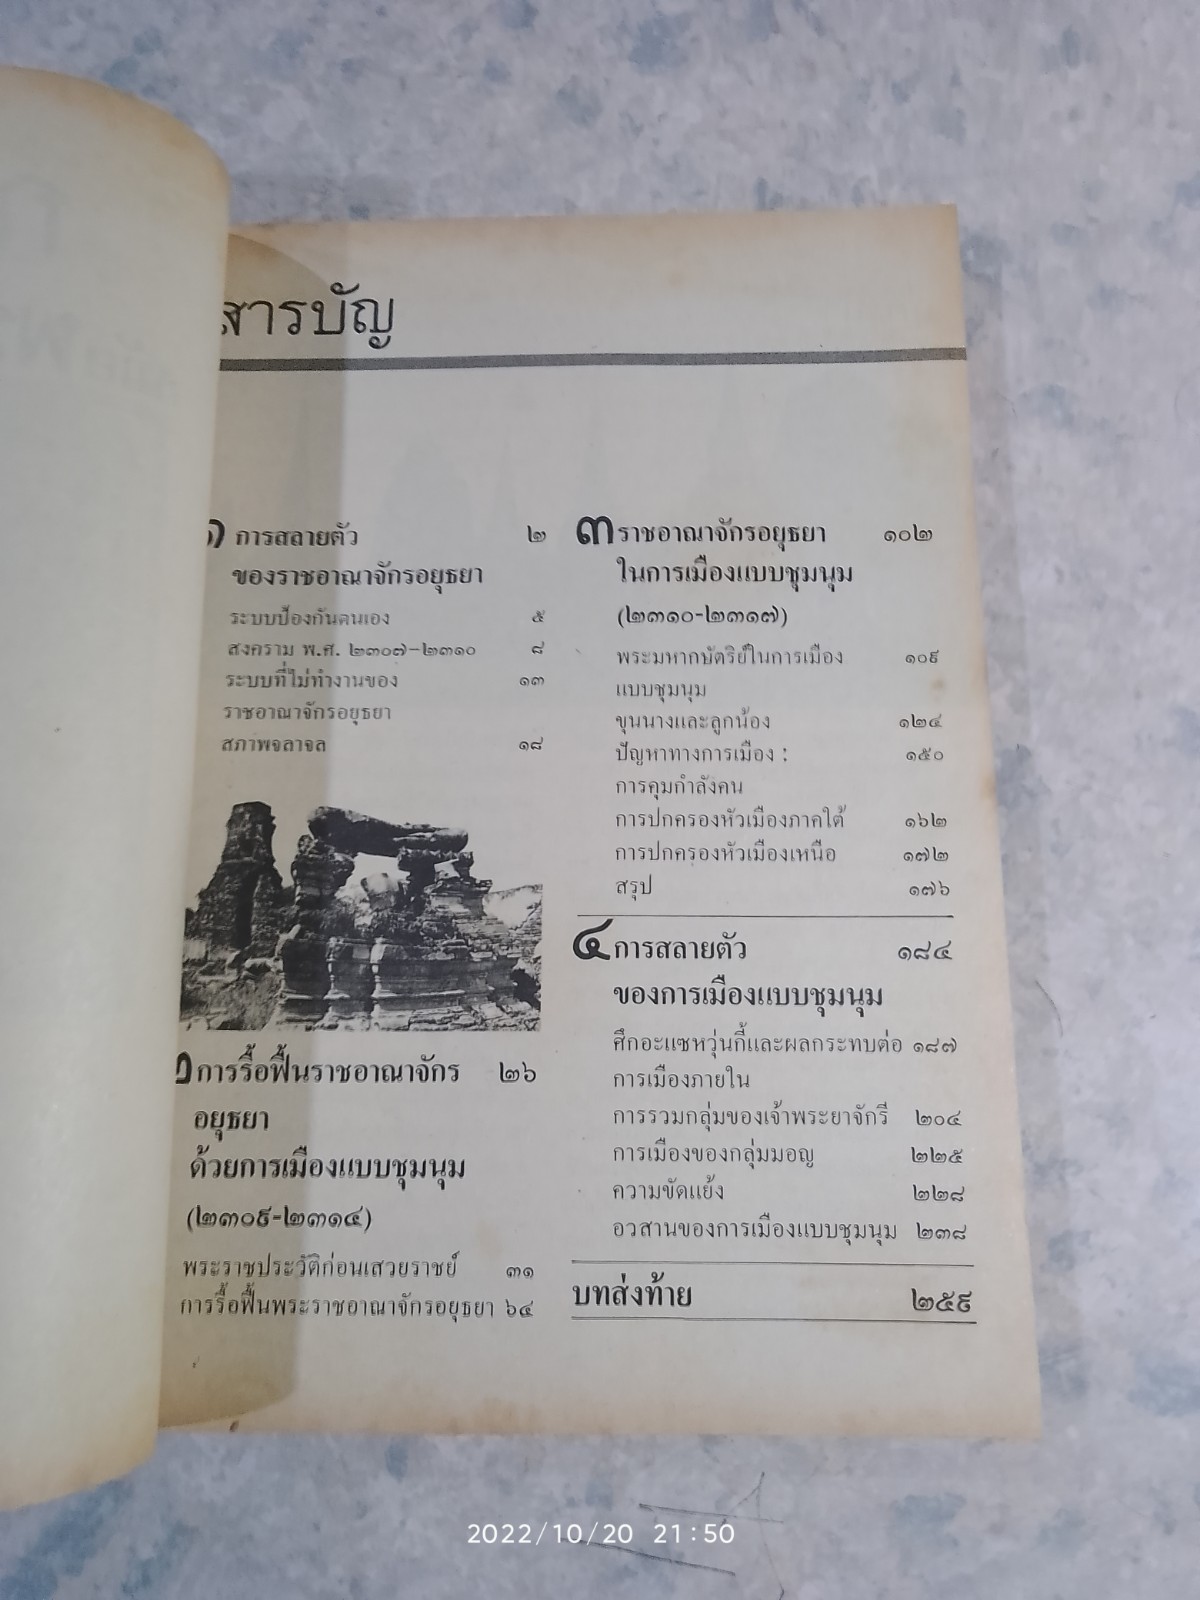 สารบัญ
๑ การสลายตัว ๒
ของราชอาณาจักรอยุธยา
ระบบป้องกันตนเอง ๕
สงคราม พ.ศ. ๒๓๐๗-๒๓๑๐ ๘
ระบบที่ไม่ทำงานของ ๑๓
ราชอาณาจักรอยุธยา
สภาพจลาจล ๑๘
๒ การรื้อฟื้นราชอาณาจักร ๒๖
อยุธยา
ด้วยการเมืองแบบชุมนุม
(๒๓๐๙-๒๓๑๔)
พระราชประวัติก่อนเสวยราชย์ ๓๑
การรื้อฟื้นพระราชอาณาจักรอยุธยา ๖๔
๓ ราชอาณาจักรอยุธยา ๑๐๒
ในการเมืองแบบชุมนุม
(๒๓๑๐-๒๓๑๗)
พระมหากษัตริย์ในการเมือง ๑๐๙
แบบชุมนุม
ขุนนางและลูกน้อง ๑๒๔
ปัญหาทางการเมือง : ๑๕๐
การคุมกำลังคน
การปกครองหัวเมืองภาคใต้ ๑๖๒
การปกครองหัวเมืองเหนือ ๑๗๒
สรุป ๑๗๖
๔ การสลายตัว ๑๘๔
ของการเมืองแบบชุมนุม
ศึกอะแซหวุ่นกี้และผลกระทบต่อ ๑๘๗
การเมืองภายใน
การรวมกลุ่มของเจ้าพระยาจักรี ๒๐๔
การเมืองของกลุ่มมอญ ๒๒๕
ความขัดแย้ง ๒๒๘
อวสานของการเมืองแบบชุมนุม ๒๓๘
บทส่งท้าย ๒๕๙
2022/10/20 21:50